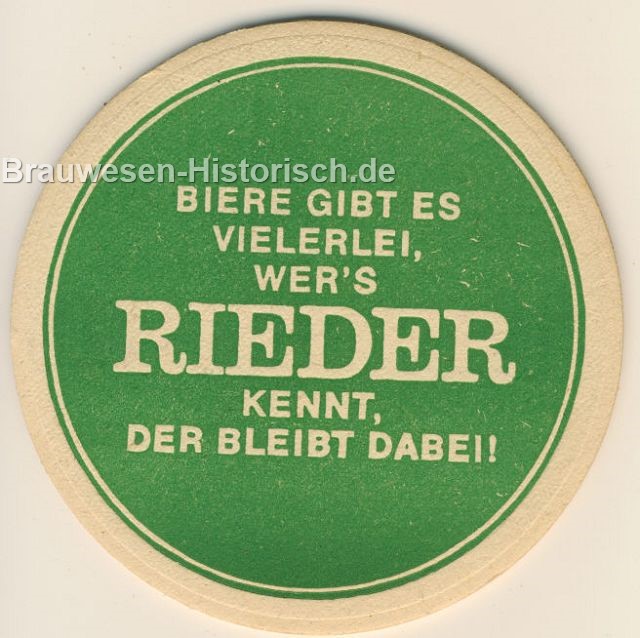 Brauwesen-Historisch.de
BIERE GIBT ES
VIELERLEI,
WER'S
RIEDER
KENNT,
DER BLEIBT DABEI!